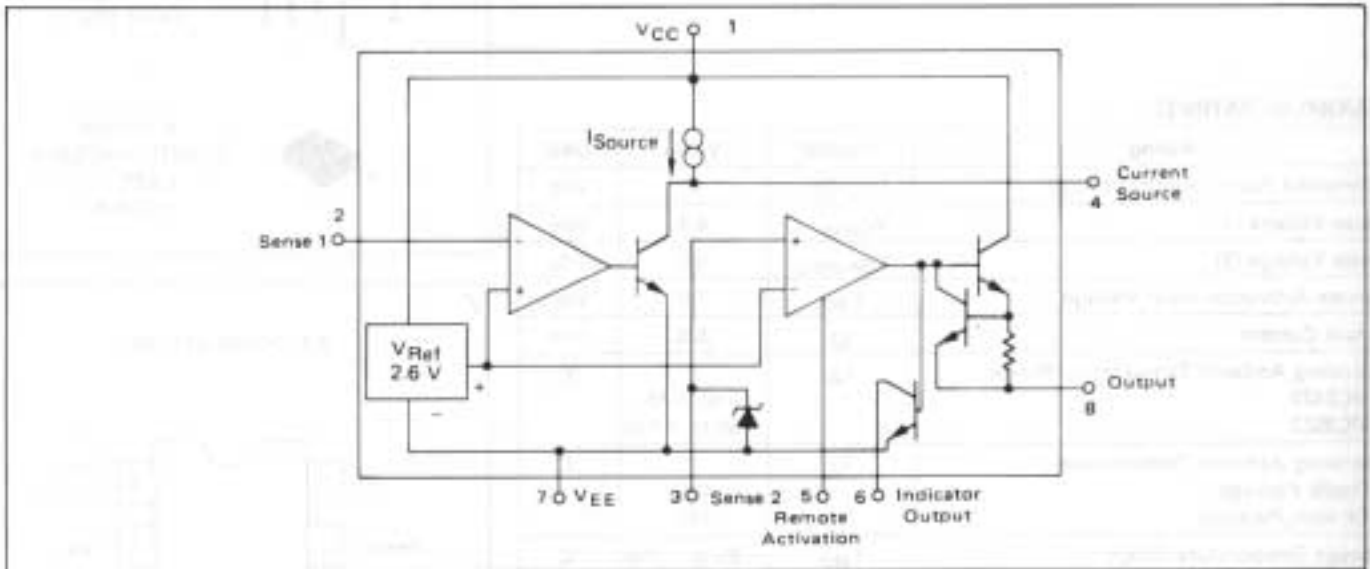 VCC 1
ISource
Current
Source
4
2
Sense 1
-
+
+
-
VRef
2.6 V
+
-
Output
8
7 VEE
3 Sense 2
5
Remote
Activation
6 Indicator
Output